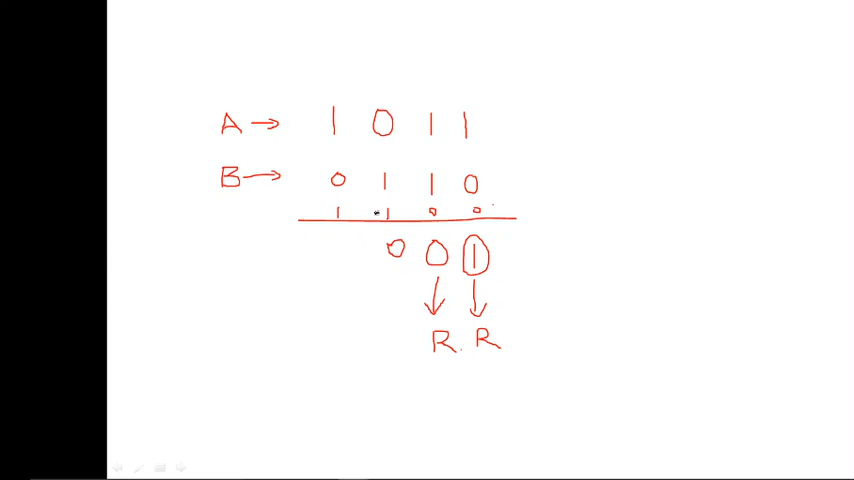 A → 1 0 1 1
B → 0 1 1 0
1 1 0 0
0 0 1
R. R